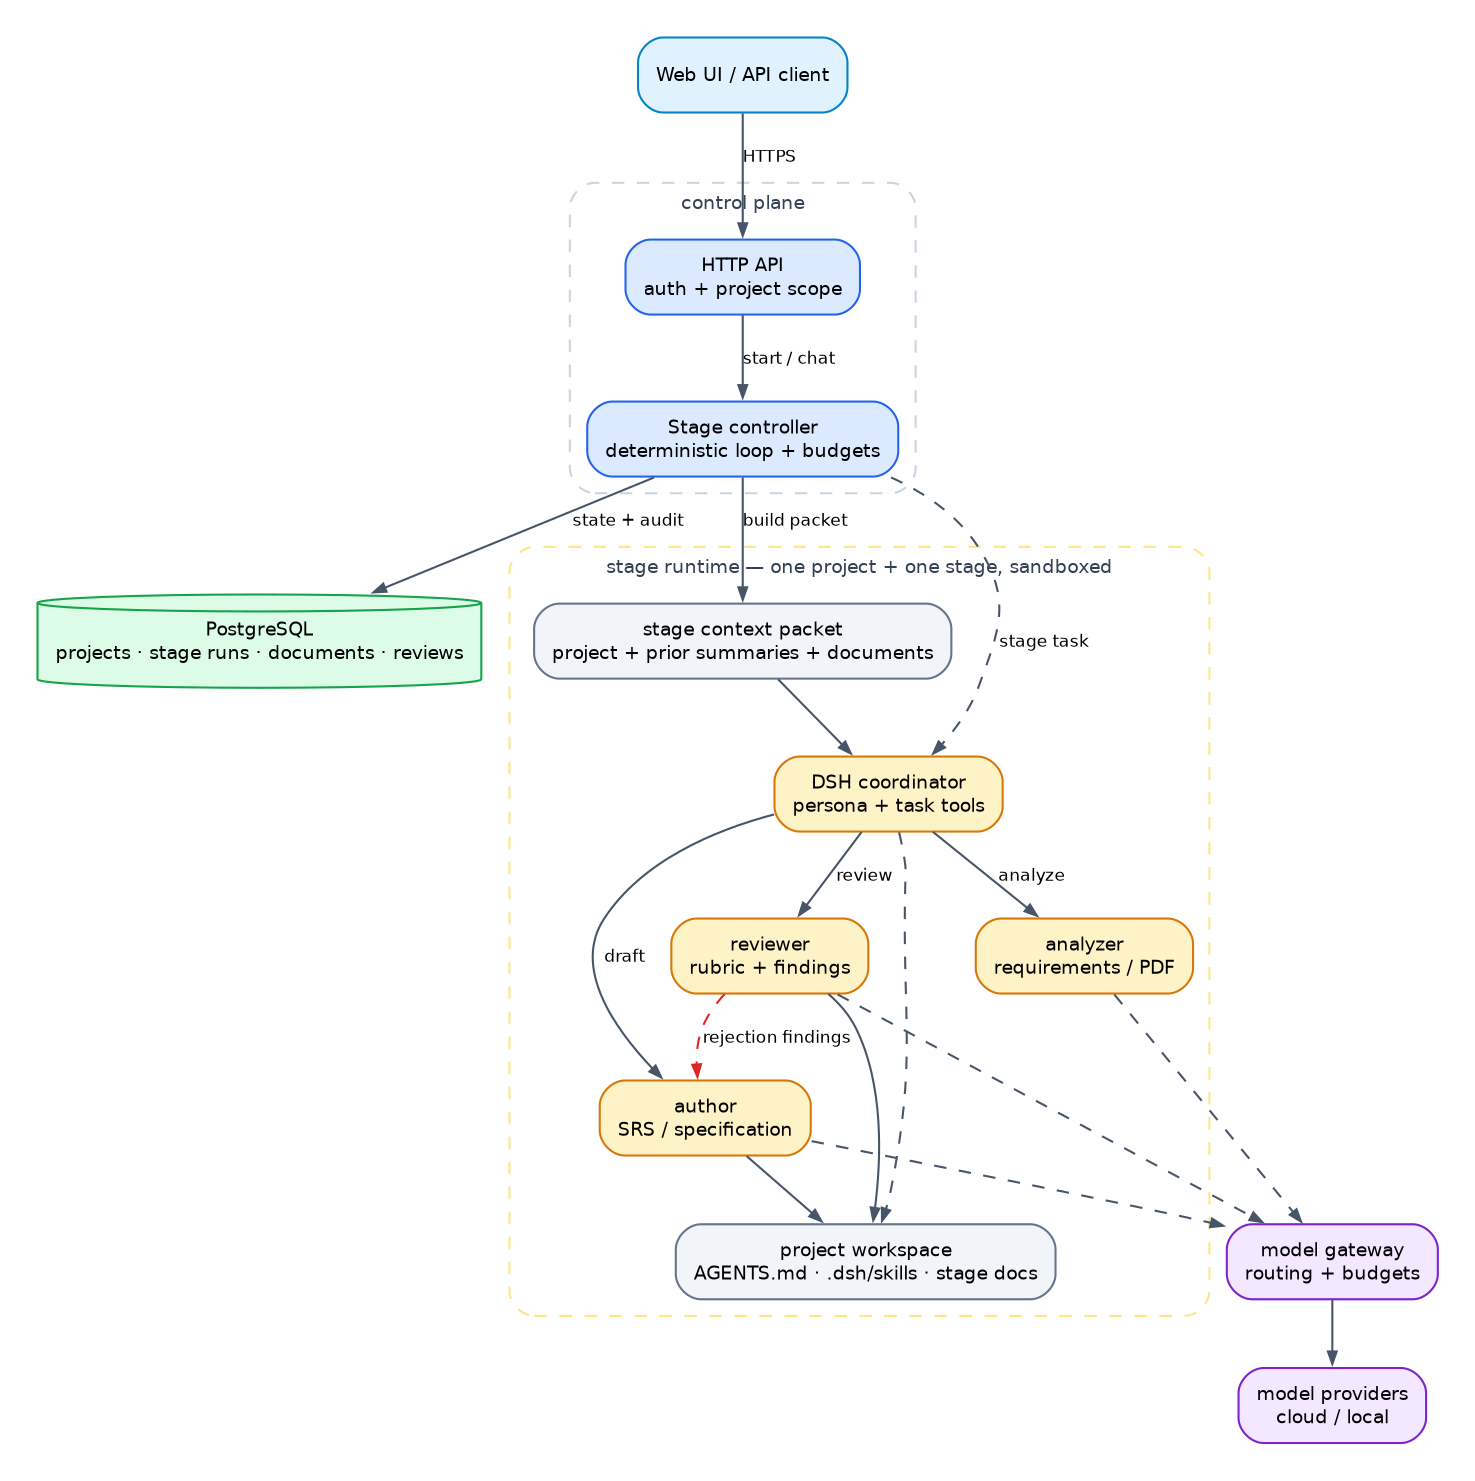 Web UI / API client
HTTPS
control plane
HTTP API
auth + project scope
start / chat
Stage controller
deterministic loop + budgets
state + audit
build packet
stage runtime — one project + one stage, sandboxed
PostgreSQL
projects · stage runs · documents · reviews
stage context packet
project + prior summaries + documents
stage task
DSH coordinator
persona + task tools
review
analyze
draft
reviewer
rubric + findings
analyzer
requirements / PDF
rejection findings
author
SRS / specification
project workspace
AGENTS.md · .dsh/skills · stage docs
model gateway
routing + budgets
model providers
cloud / local